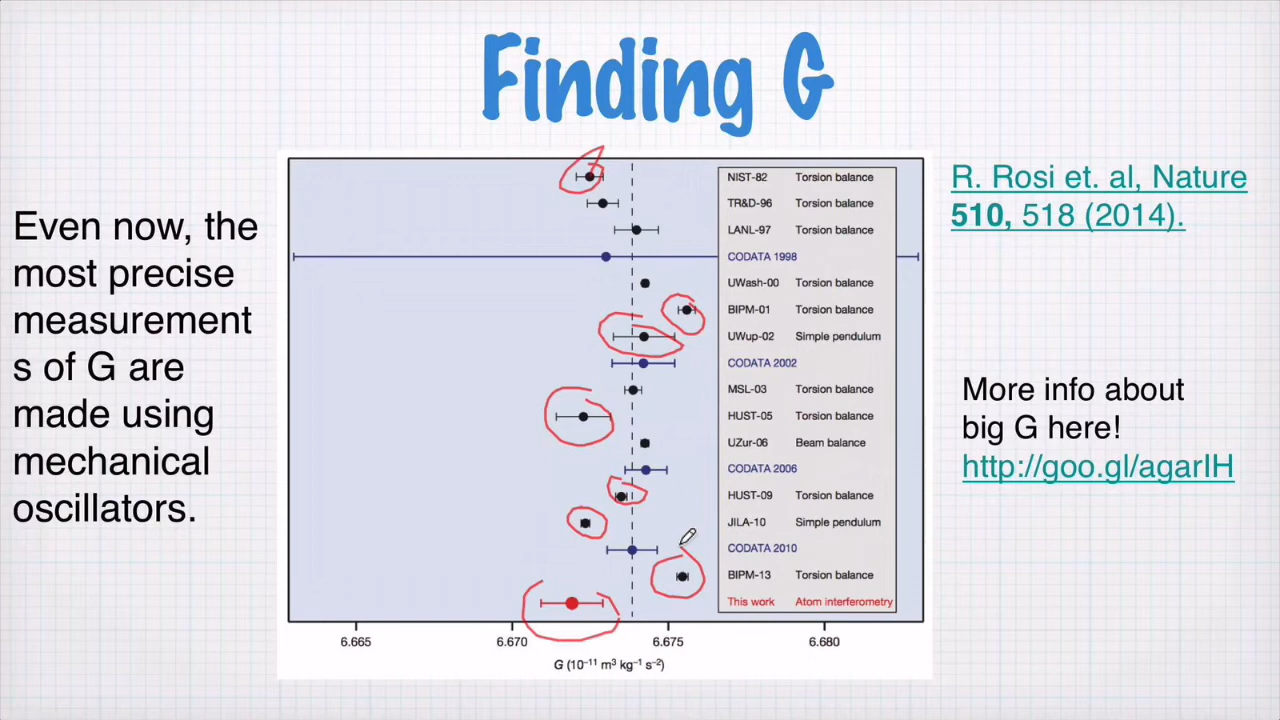 Finding G
Even now, the
most precise
measurement
s of G are
made using
mechanical
oscillators.
NIST-82 Torsion balance
TR&D-96 Torsion balance
LANL-97 Torsion balance
CODATA 1998
UWash-00 Torsion balance
BIPM-01 Torsion balance
UWup-02 Simple pendulum
CODATA 2002
MSL-03 Torsion balance
HUST-05 Torsion balance
UZur-06 Beam balance
CODATA 2006
HUST-09 Torsion balance
JILA-10 Simple pendulum
CODATA 2010
BIPM-13 Torsion balance
This work Atom interferometry
6.665 6.670 6.675 6.680
G (10⁻¹¹ m³ kg⁻¹ s⁻²)
R. Rosi et. al, Nature
510, 518 (2014).
More info about
big G here!
http://goo.gl/agarIH